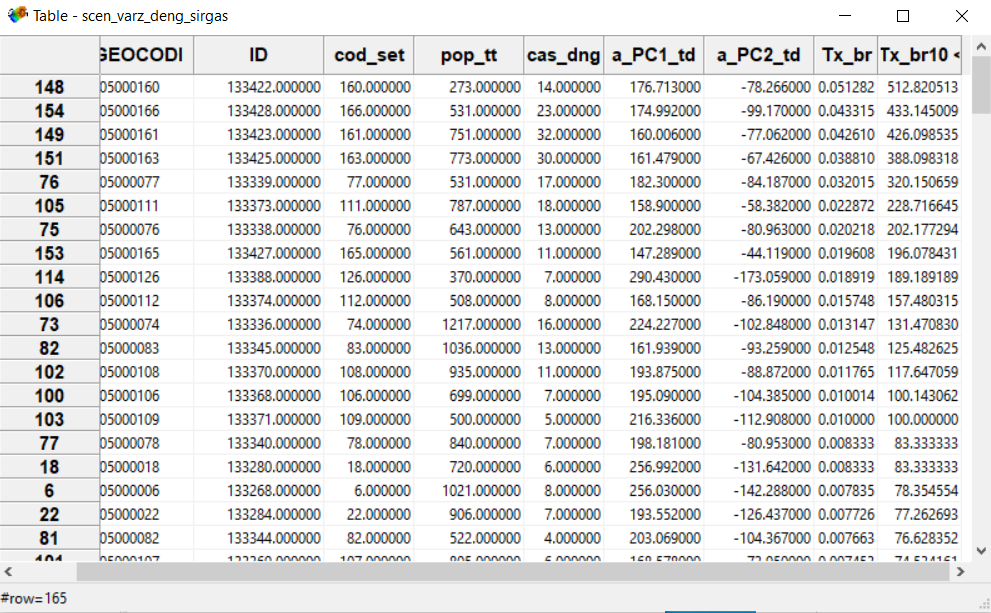 Table - scen_varz_deng_sirgas
GEOCODI ID cod_set pop_tt cas_dng a_PC1_td a_PC2_td Tx_br Tx_br10 <
148 05000160 133422.000000 160.000000 273.000000 14.000000 176.713000 -78.266000 0.051282 512.820513
154 05000166 133428.000000 166.000000 531.000000 23.000000 174.992000 -99.170000 0.043315 433.145009
149 05000161 133423.000000 161.000000 751.000000 32.000000 160.006000 -77.062000 0.042610 426.098535
151 05000163 133425.000000 163.000000 773.000000 30.000000 161.479000 -67.426000 0.038810 388.098318
76 05000077 133339.000000 77.000000 531.000000 17.000000 182.300000 -84.187000 0.032015 320.150659
105 05000111 133373.000000 111.000000 787.000000 18.000000 158.900000 -58.382000 0.022872 228.716645
75 05000076 133338.000000 76.000000 643.000000 13.000000 202.298000 -80.963000 0.020218 202.177294
153 05000165 133427.000000 165.000000 561.000000 11.000000 147.289000 -44.119000 0.019608 196.078431
114 05000126 133388.000000 126.000000 370.000000 7.000000 290.430000 -173.059000 0.018919 189.189189
106 05000112 133374.000000 112.000000 508.000000 8.000000 168.150000 -86.190000 0.015748 157.480315
73 05000074 133336.000000 74.000000 1217.000000 16.000000 224.227000 -102.848000 0.013147 131.470830
82 05000083 133345.000000 83.000000 1036.000000 13.000000 161.939000 -93.259000 0.012548 125.482625
102 05000108 133370.000000 108.000000 935.000000 11.000000 193.875000 -88.872000 0.011765 117.647059
100 05000106 133368.000000 106.000000 699.000000 7.000000 195.090000 -104.385000 0.010014 100.143062
103 05000109 133371.000000 109.000000 500.000000 5.000000 216.336000 -112.908000 0.010000 100.000000
77 05000078 133340.000000 78.000000 840.000000 7.000000 198.181000 -80.953000 0.008333 83.333333
18 05000018 133280.000000 18.000000 720.000000 6.000000 256.992000 -131.642000 0.008333 83.333333
6 05000006 133268.000000 6.000000 1021.000000 8.000000 256.030000 -142.288000 0.007835 78.354554
22 05000022 133284.000000 22.000000 906.000000 7.000000 193.552000 -126.437000 0.007726 77.262693
81 05000082 133344.000000 82.000000 522.000000 4.000000 203.069000 -104.367000 0.007663 76.628352
#row=165